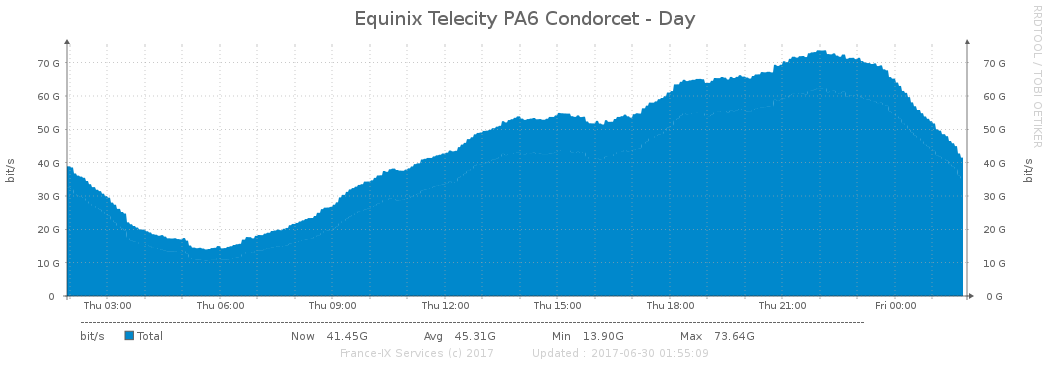 Equinix Telecity PA6 Condorcet - Day
RRDTOOL / TOBI OETIKER
bit/s
70 G
60 G
50 G
40 G
30 G
20 G
10 G
0
70 G
60 G
50 G
40 G
30 G
20 G
10 G
0 G
bit/s
Thu 03:00 Thu 06:00 Thu 09:00 Thu 12:00 Thu 15:00 Thu 18:00 Thu 21:00 Fri 00:00
bit/s Total Now 41.45G Avg 45.31G Min 13.90G Max 73.64G
France-IX Services (c) 2017 Updated : 2017-06-30 01:55:09